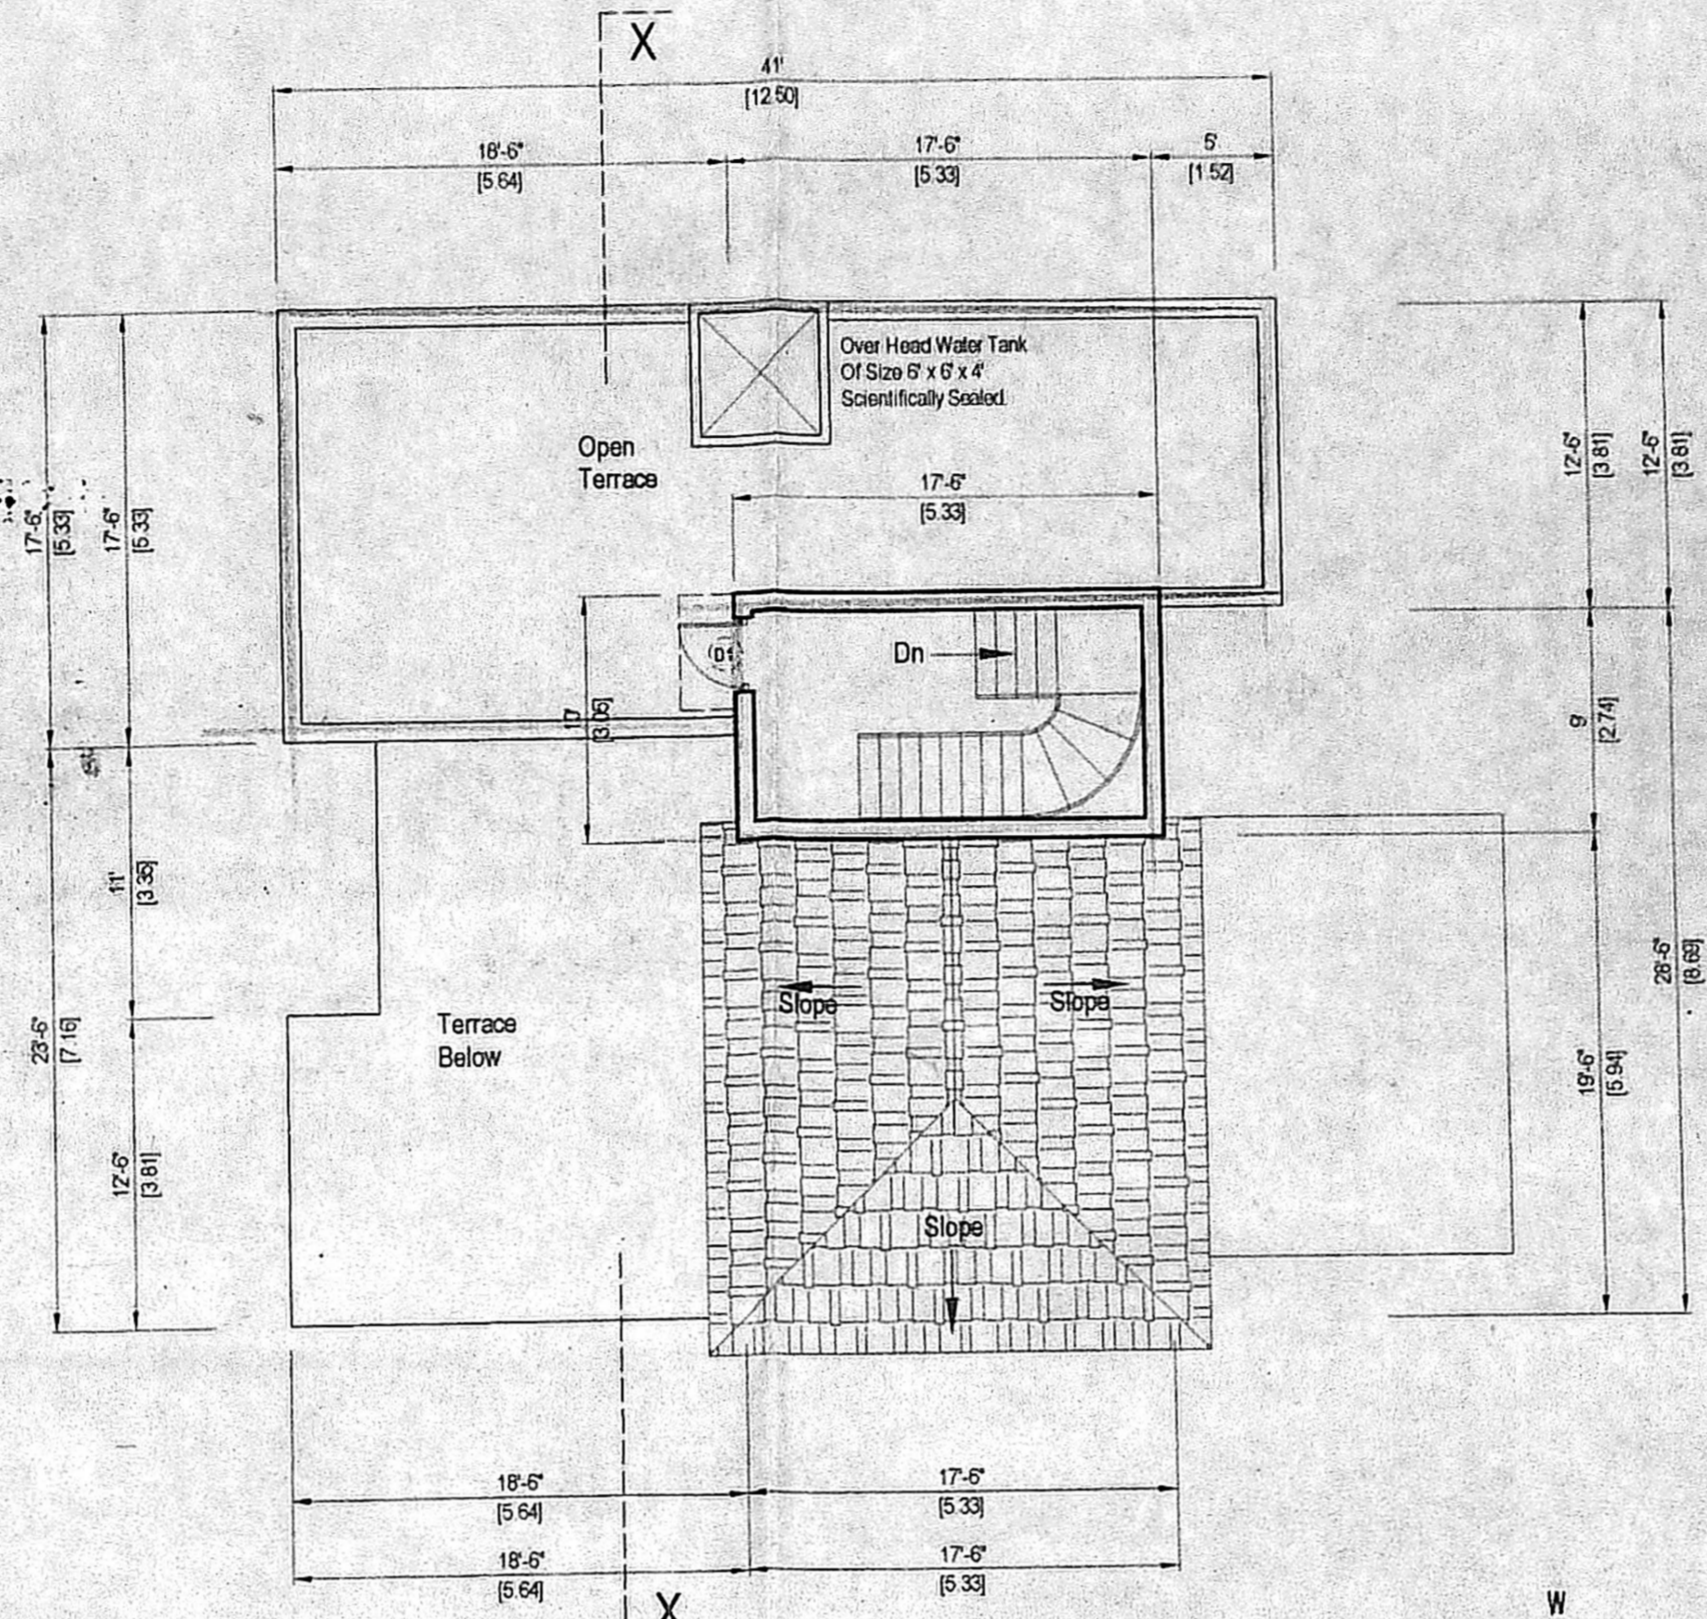 X
41'
[12.50]
18'-6"
[5.64]
17'-6"
[5.33]
5'
[1.52]
Over Head Water Tank
Of Size 6' x 6' x 4'
Scientifically Sealed.
Open
Terrace
17'-6"
[5.33]
17'-6"
[5.33]
17'-6"
[5.33]
12'-6"
[3.81]
12'-6"
[3.81]
D1
Dn
10'
[3.05]
9'
[2.74]
11'
[3.35]
23'-6"
[7.16]
12'-6"
[3.81]
Terrace
Below
Slope
Slope
Slope
19'-6"
[5.94]
28'-6"
[8.69]
18'-6"
[5.64]
17'-6"
[5.33]
18'-6"
[5.64]
17'-6"
[5.33]
X
W